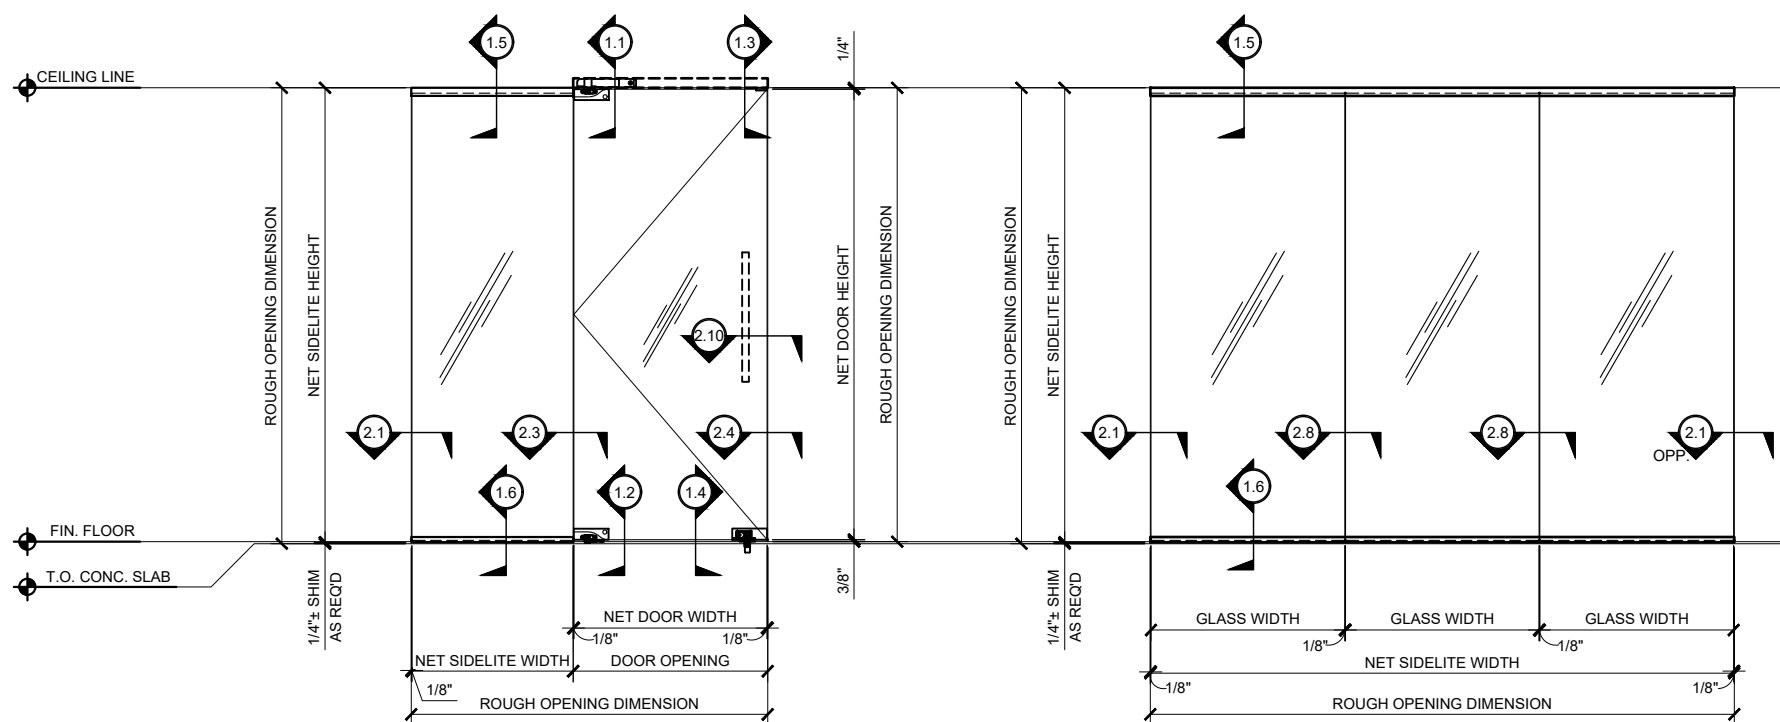 1.5
1.1
1.3
1/4"
1.5
CEILING LINE
ROUGH OPENING DIMENSION
NET SIDELITE HEIGHT
NET DOOR HEIGHT
ROUGH OPENING DIMENSION
ROUGH OPENING DIMENSION
NET SIDELITE HEIGHT
2.10
2.1
2.3
2.4
2.1
2.8
2.8
2.1
OPP.
1.6
1.2
1.4
1.6
FIN. FLOOR
T.O. CONC. SLAB
1/4"± SHIM
AS REQ'D
3/8"
1/4"± SHIM
AS REQ'D
NET DOOR WIDTH
1/8"
1/8"
GLASS WIDTH
GLASS WIDTH
GLASS WIDTH
1/8"
1/8"
NET SIDELITE WIDTH
DOOR OPENING
NET SIDELITE WIDTH
1/8"
1/8"
1/8"
ROUGH OPENING DIMENSION
ROUGH OPENING DIMENSION